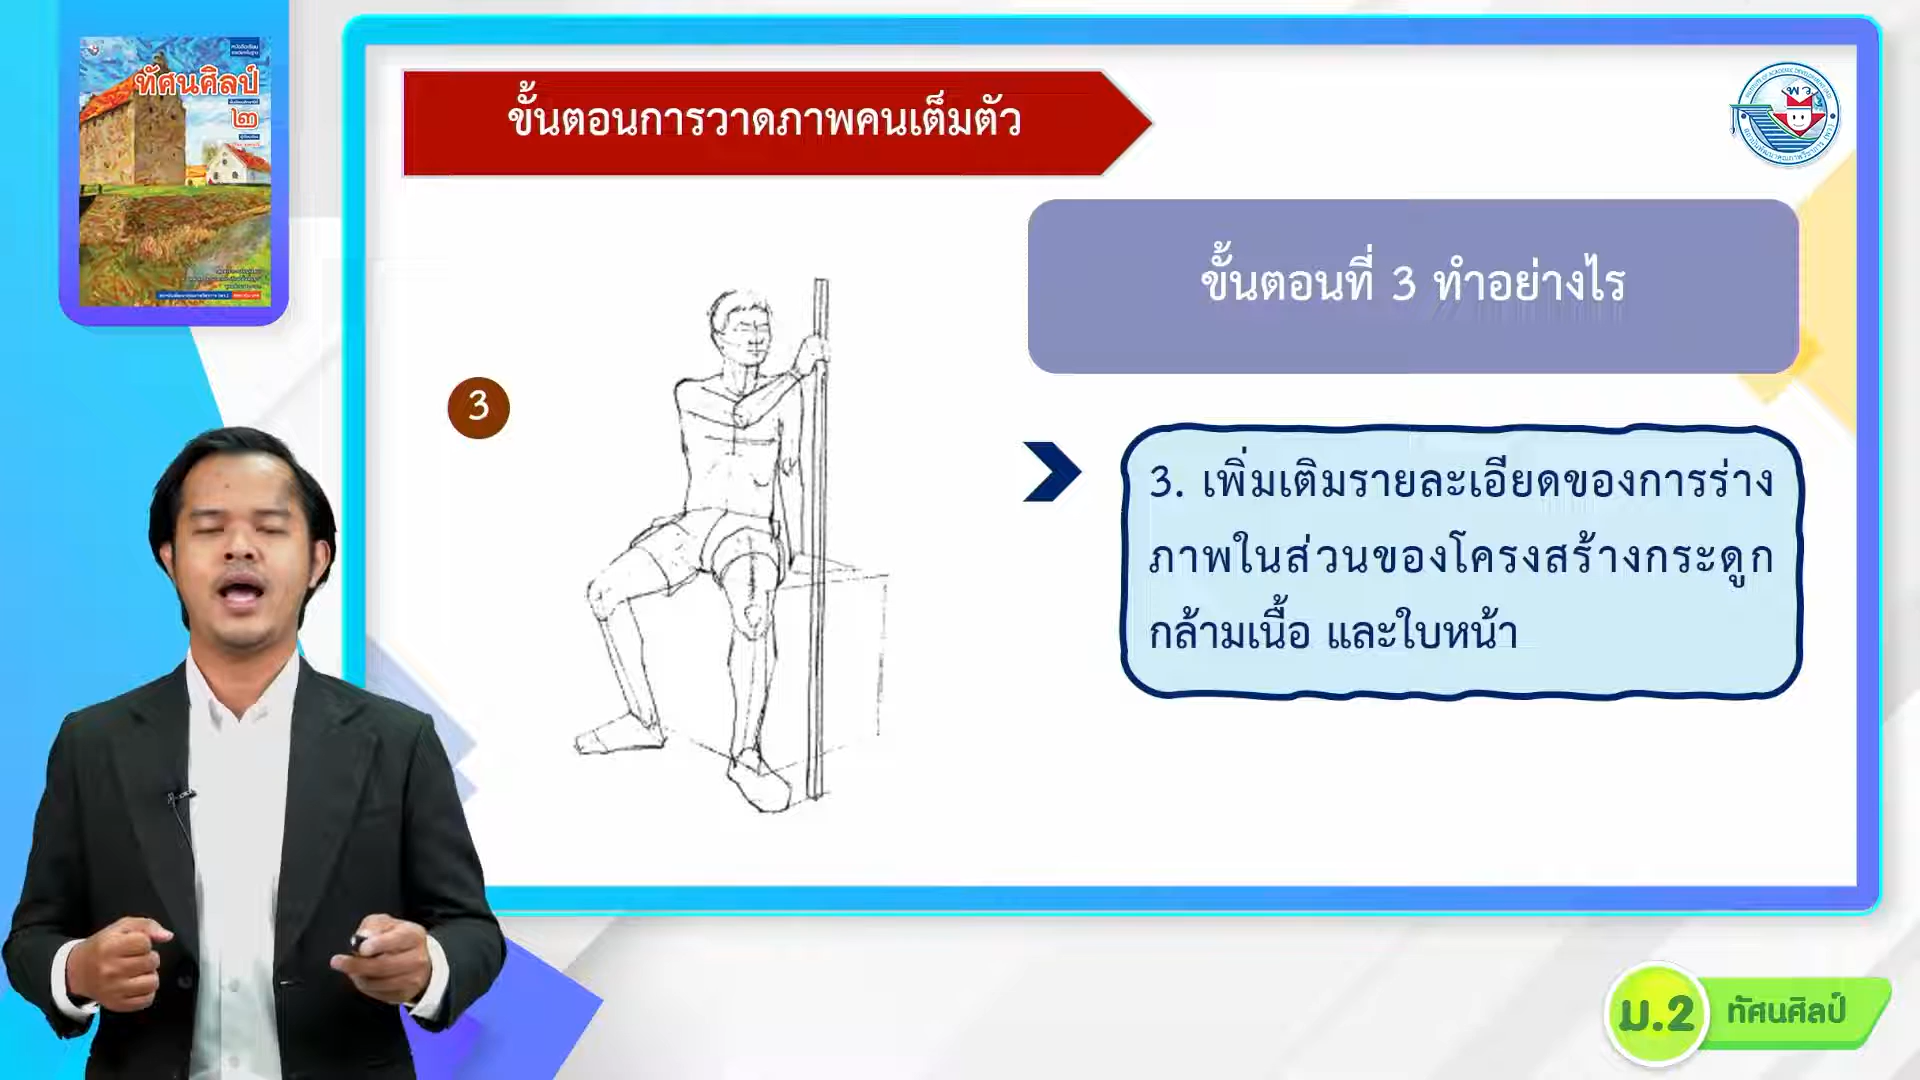 ทัศนศิลป์
๒
ขั้นตอนการวาดภาพคนเต็มตัว
พว
ขั้นตอนที่ 3 ทำอย่างไร
3
3. เพิ่มเติมรายละเอียดของการร่าง
ภาพในส่วนของโครงสร้างกระดูก
กล้ามเนื้อ และใบหน้า
ม.2 ทัศนศิลป์